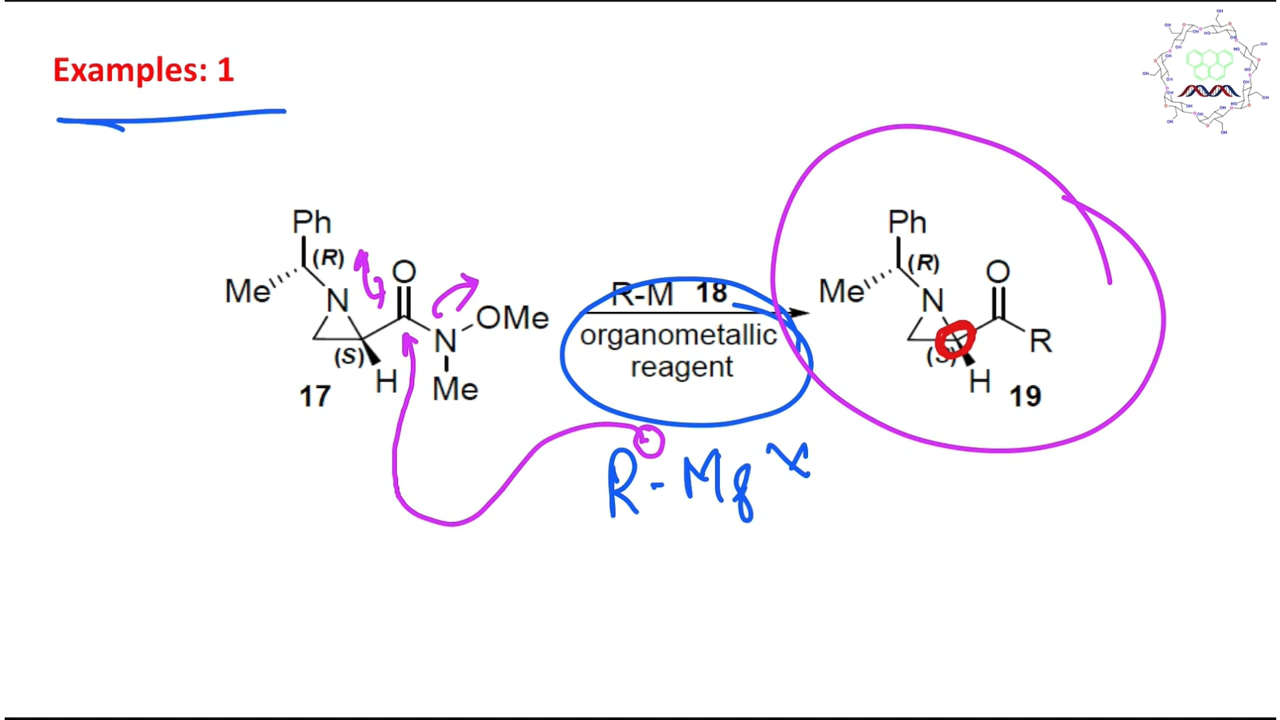 Examples: 1
Ph
(R)
Me
N
O
OMe
N
(S)
H
Me
17
R-M 18
organometallic
reagent
R-Mg X
Ph
(R)
Me
N
O
R
(S)
H
19